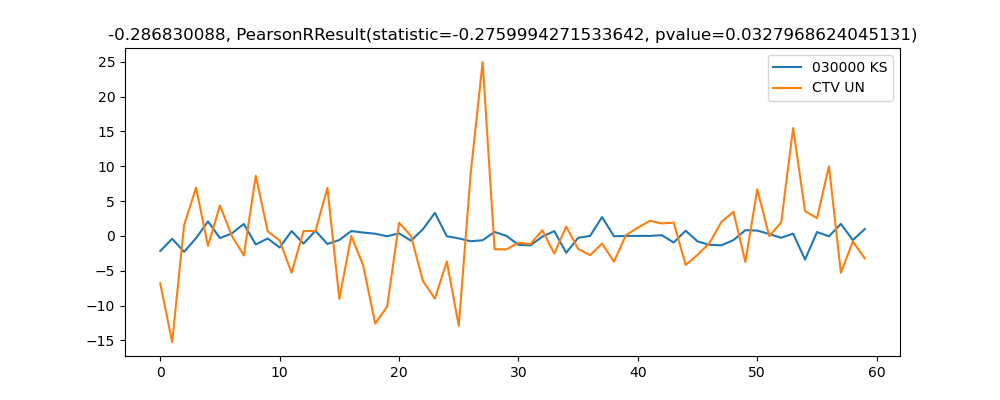 -0.286830088, PearsonRResult(statistic=-0.2759994271533642, pvalue=0.0327968624045131)
030000 KS
CTV UN
25
20
15
10
5
0
−5
−10
−15
0 10 20 30 40 50 60